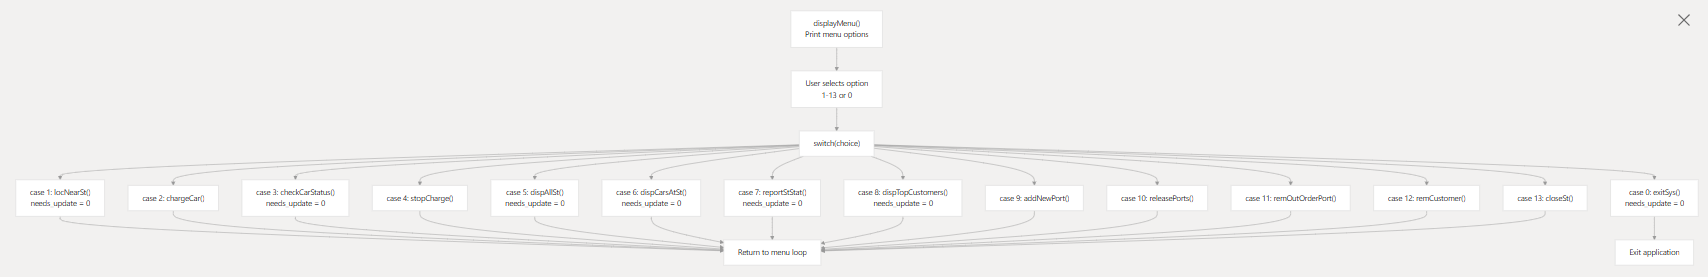 displayMenu()
Print menu options
User selects option
1-13 or 0
switch(choice)
case 1: locNearSt()
needs_update = 0
case 2: chargeCar()
case 3: checkCarStatus()
needs_update = 0
case 4: stopCharge()
case 5: dispAllSt()
needs_update = 0
case 6: dispCarsAtSt()
needs_update = 0
case 7: reportStStat()
needs_update = 0
case 8: dispTopCustomers()
needs_update = 0
case 9: addNewPort()
case 10: releasePorts()
case 11: remOutOrderPort()
case 12: remCustomer()
case 13: closeSt()
case 0: exitSys()
needs_update = 0
Return to menu loop
Exit application